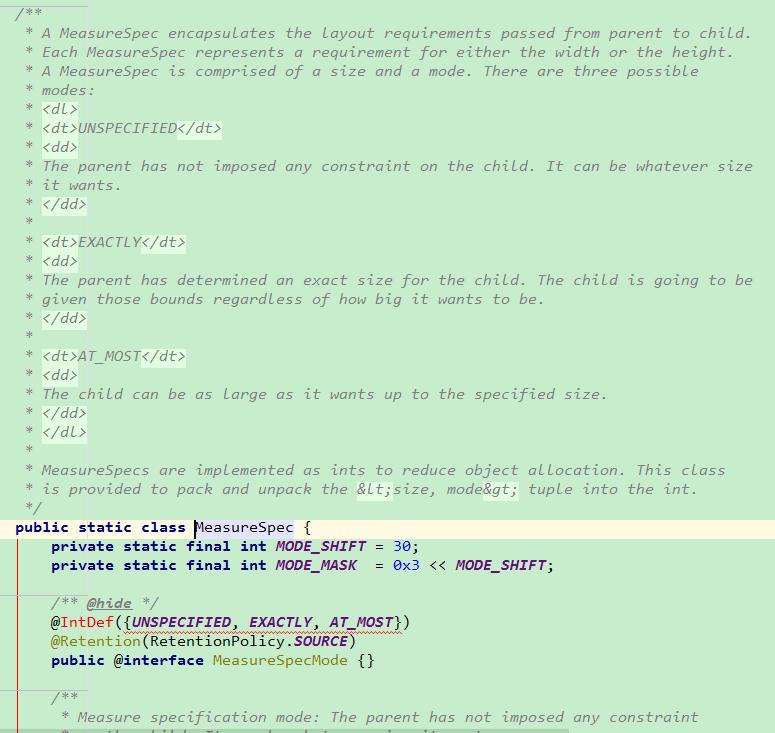 /**
* A MeasureSpec encapsulates the layout requirements passed from parent to child.
* Each MeasureSpec represents a requirement for either the width or the height.
* A MeasureSpec is comprised of a size and a mode. There are three possible
* modes:
* <dl>
* <dt>UNSPECIFIED</dt>
* <dd>
* The parent has not imposed any constraint on the child. It can be whatever size
* it wants.
* </dd>
*
* <dt>EXACTLY</dt>
* <dd>
* The parent has determined an exact size for the child. The child is going to be
* given those bounds regardless of how big it wants to be.
* </dd>
*
* <dt>AT_MOST</dt>
* <dd>
* The child can be as large as it wants up to the specified size.
* </dd>
* </dl>
*
* MeasureSpecs are implemented as ints to reduce object allocation. This class
* is provided to pack and unpack the &lt;size, mode&gt; tuple into the int.
*/
public static class MeasureSpec {
private static final int MODE_SHIFT = 30;
private static final int MODE_MASK  = 0x3 << MODE_SHIFT;
/** @hide */
@IntDef({UNSPECIFIED, EXACTLY, AT_MOST})
@Retention(RetentionPolicy.SOURCE)
public @interface MeasureSpecMode {}
/**
* Measure specification mode: The parent has not imposed any constraint